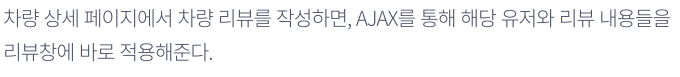 차량 상세 페이지에서 차량 리뷰를 작성하면, AJAX를 통해 해당 유저와 리뷰 내용들을
리뷰창에 바로 적용해준다.